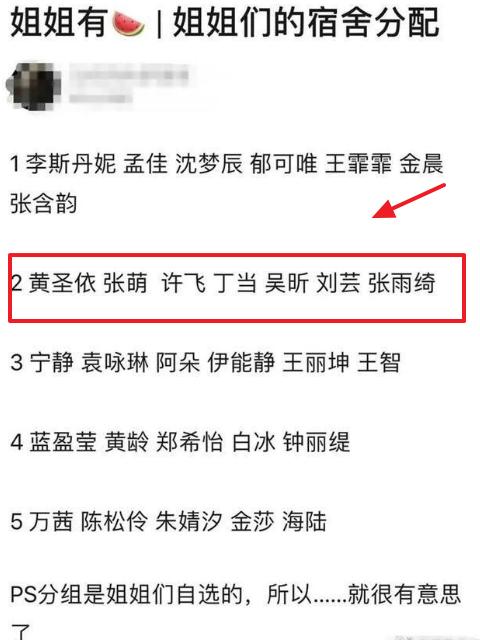 姐姐有🍉 | 姐姐们的宿舍分配
1 李斯丹妮 孟佳 沈梦辰 郁可唯 王霏霏 金晨
张含韵
2 黄圣依 张萌 许飞 丁当 吴昕 刘芸 张雨绮
3 宁静 袁咏琳 阿朵 伊能静 王丽坤 王智
4 蓝盈莹 黄龄 郑希怡 白冰 钟丽缇
5 万茜 陈松伶 朱婧汐 金莎 海陆
PS分组是姐姐们自选的，所以......就很有意思
了